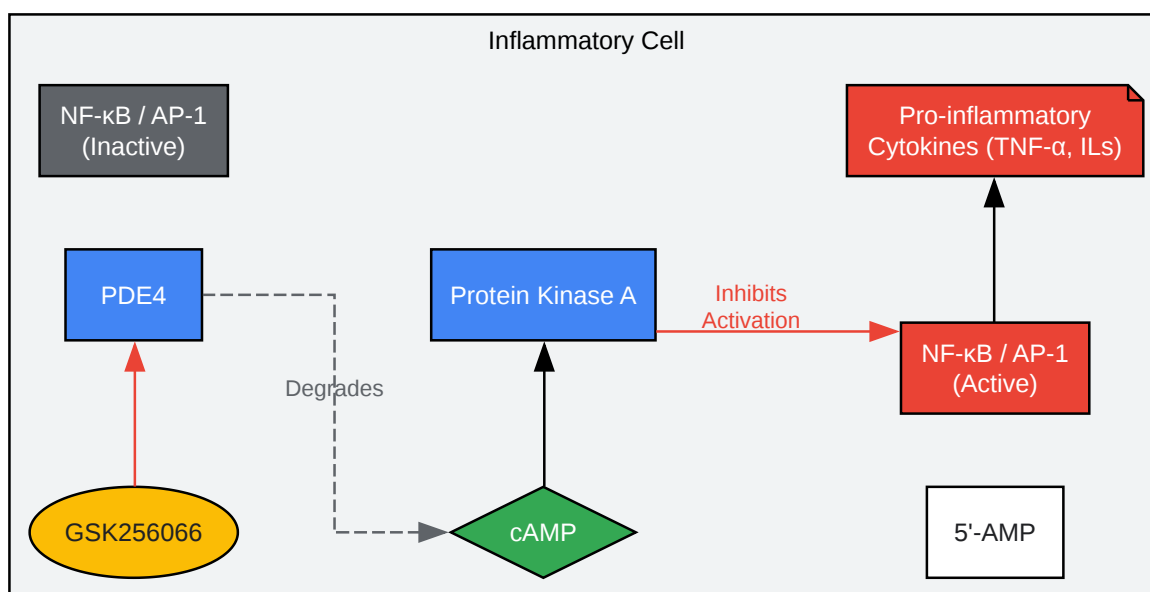 Inflammatory Cell
NF-κB / AP-1
(Inactive)
Pro-inflammatory
Cytokines (TNF-α, ILs)
PDE4
Protein Kinase A
Inhibits
Activation
NF-κB / AP-1
(Active)
Degrades
GSK256066
cAMP
5'-AMP